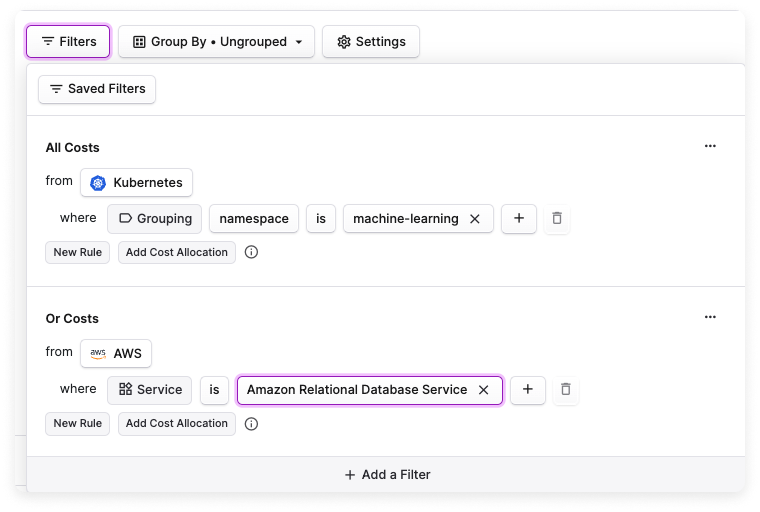 Filters Group By • Ungrouped Settings
Saved Filters
All Costs
from Kubernetes
where Grouping namespace is machine-learning
New Rule Add Cost Allocation
Or Costs
from aws AWS
where Service is Amazon Relational Database Service
New Rule Add Cost Allocation
Add a Filter